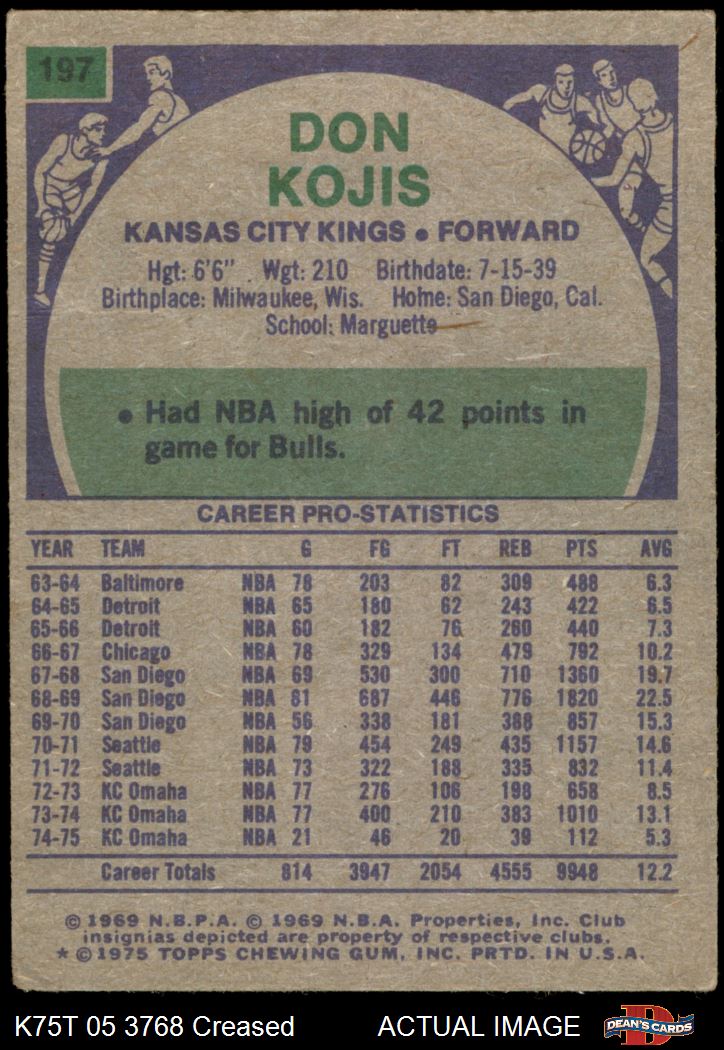 197
DON
KOJIS
KANSAS CITY KINGS • FORWARD
Hgt: 6'6" Wgt: 210 Birthdate: 7-15-39
Birthplace: Milwaukee, Wis. Home: San Diego, Cal.
School: Marguette
• Had NBA high of 42 points in
game for Bulls.
CAREER PRO-STATISTICS
YEAR TEAM G FG FT REB PTS AVG
63-64 Baltimore NBA 78 203 82 309 488 6.3
64-65 Detroit NBA 65 180 62 243 422 6.5
65-66 Detroit NBA 60 182 76 260 440 7.3
66-67 Chicago NBA 78 329 134 479 792 10.2
67-68 San Diego NBA 69 530 300 710 1360 19.7
68-69 San Diego NBA 81 687 446 776 1820 22.5
69-70 San Diego NBA 56 338 181 388 857 15.3
70-71 Seattle NBA 79 454 249 435 1157 14.6
71-72 Seattle NBA 73 322 188 335 832 11.4
72-73 KC Omaha NBA 77 276 106 198 658 8.5
73-74 KC Omaha NBA 77 400 210 383 1010 13.1
74-75 KC Omaha NBA 21 46 20 39 112 5.3
Career Totals 814 3947 2054 4555 9948 12.2
© 1969 N.B.P.A. © 1969 N.B.A. Properties, Inc. Club
insignias depicted are property of respective clubs.
* © 1975 TOPPS CHEWING GUM, INC. PRTD. IN U.S.A.
K75T 05 3768 Creased ACTUAL IMAGE
D
DEAN'S CARDS